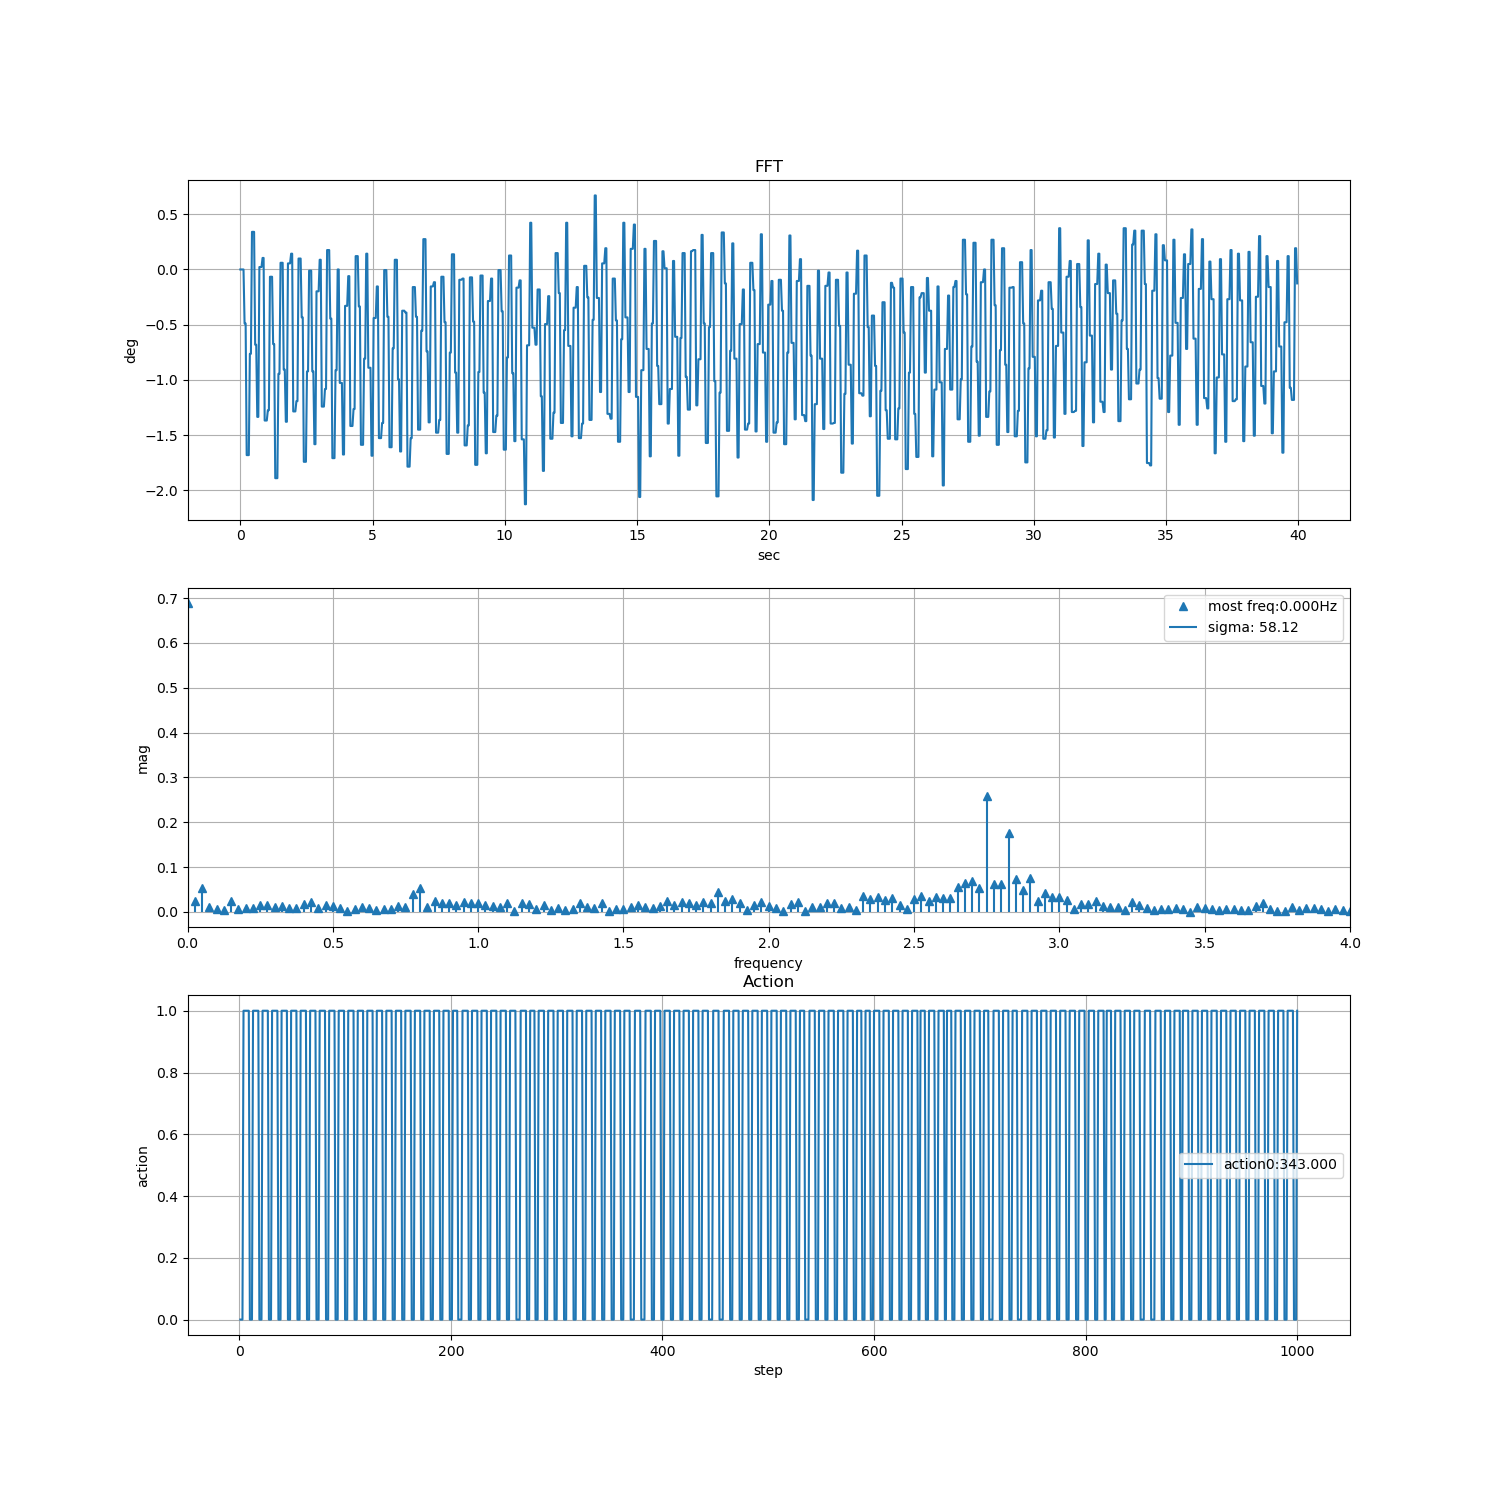 FFT
0.5
0.0
−0.5
−1.0
−1.5
−2.0
deg
0 5 10 15 20 25 30 35 40
sec
0.7
0.6
0.5
0.4
0.3
0.2
0.1
0.0
mag
most freq:0.000Hz
sigma: 58.12
0.0 0.5 1.0 1.5 2.0 2.5 3.0 3.5 4.0
frequency
Action
1.0
0.8
0.6
0.4
0.2
0.0
action
action0:343.000
0 200 400 600 800 1000
step